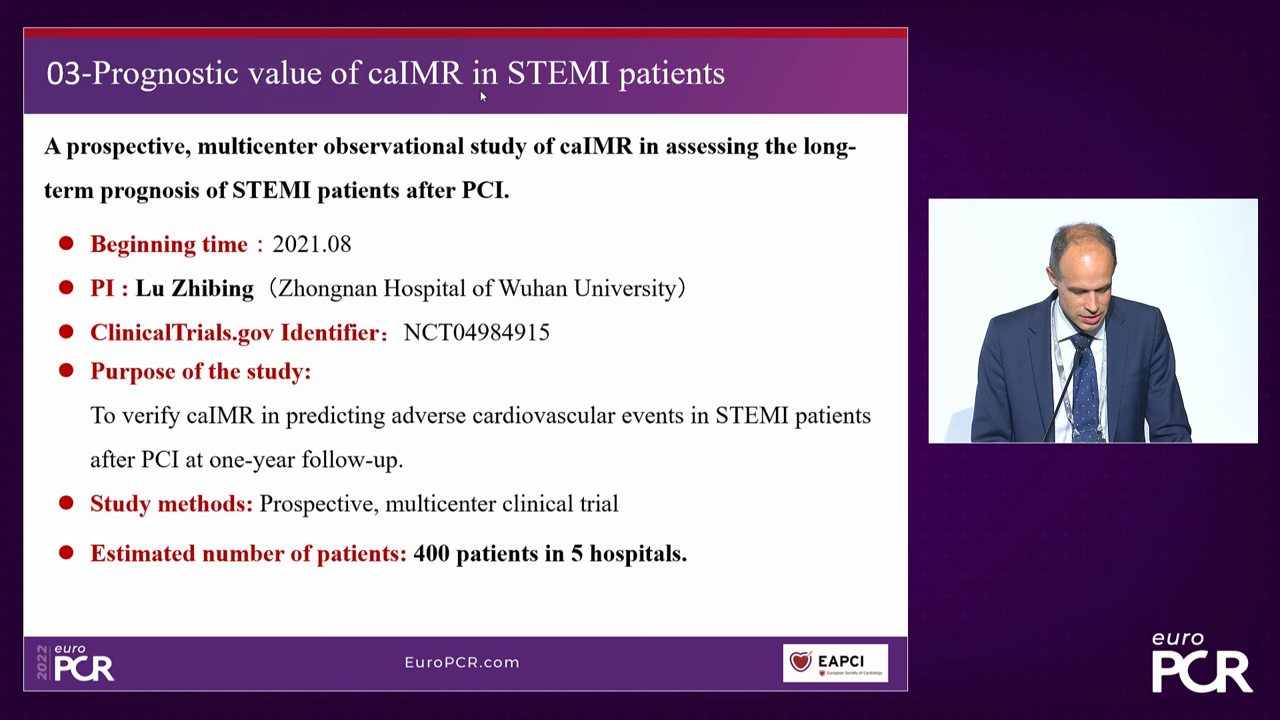 03-Prognostic value of caIMR in STEMI patients
A prospective, multicenter observational study of caIMR in assessing the long-
term prognosis of STEMI patients after PCI.
Beginning time：2021.08
PI : Lu Zhibing（Zhongnan Hospital of Wuhan University）
ClinicalTrials.gov Identifier： NCT04984915
Purpose of the study:
To verify caIMR in predicting adverse cardiovascular events in STEMI patients
after PCI at one-year follow-up.
Study methods: Prospective, multicenter clinical trial
Estimated number of patients: 400 patients in 5 hospitals.
2022
euro
PCR
EuroPCR.com
EAPCI
European Society of Cardiology
euro
PCR